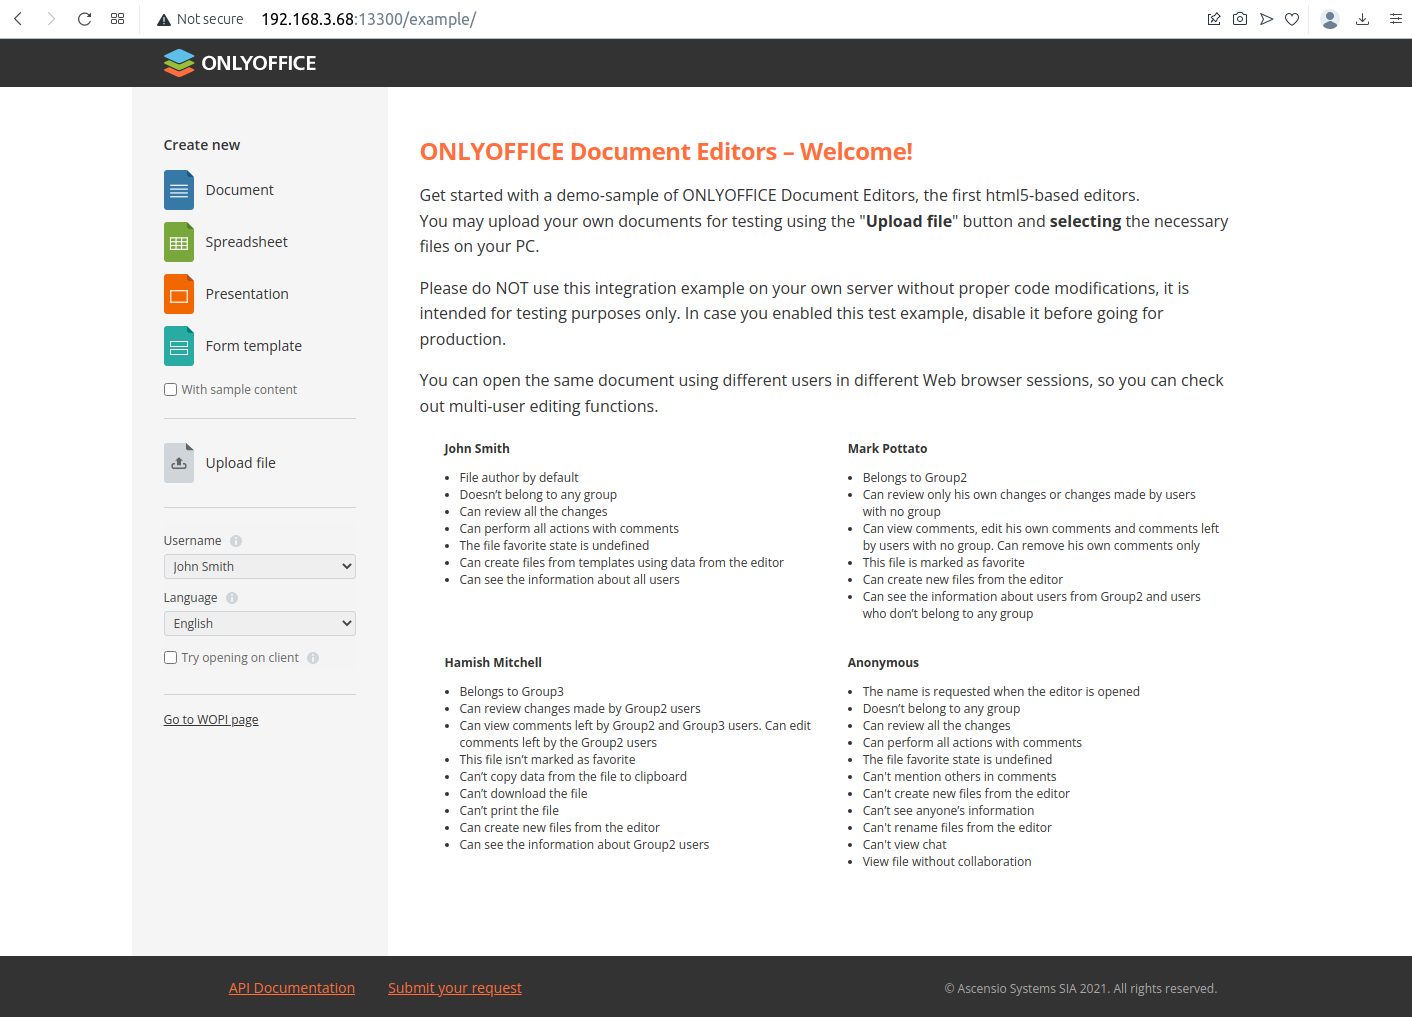 Not secure 192.168.3.68:13300/example/
ONLYOFFICE
Create new
Document
Spreadsheet
Presentation
Form template
With sample content
Upload file
Username
John Smith
Language
English
Try opening on client
Go to WOPI page
ONLYOFFICE Document Editors – Welcome!
Get started with a demo-sample of ONLYOFFICE Document Editors, the first html5-based editors.
You may upload your own documents for testing using the "Upload file" button and selecting the necessary
files on your PC.
Please do NOT use this integration example on your own server without proper code modifications, it is
intended for testing purposes only. In case you enabled this test example, disable it before going for
production.
You can open the same document using different users in different Web browser sessions, so you can check
out multi-user editing functions.
John Smith
• File author by default
• Doesn’t belong to any group
• Can review all the changes
• Can perform all actions with comments
• The file favorite state is undefined
• Can create files from templates using data from the editor
• Can see the information about all users
Mark Pottato
• Belongs to Group2
• Can review only his own changes or changes made by users
with no group
• Can view comments, edit his own comments and comments left
by users with no group. Can remove his own comments only
• This file is marked as favorite
• Can create new files from the editor
• Can see the information about users from Group2 and users
who don’t belong to any group
Hamish Mitchell
• Belongs to Group3
• Can review changes made by Group2 users
• Can view comments left by Group2 and Group3 users. Can edit
comments left by the Group2 users
• This file isn't marked as favorite
• Can’t copy data from the file to clipboard
• Can’t download the file
• Can’t print the file
• Can create new files from the editor
• Can see the information about Group2 users
Anonymous
• The name is requested when the editor is opened
• Doesn’t belong to any group
• Can review all the changes
• Can perform all actions with comments
• The file favorite state is undefined
• Can't mention others in comments
• Can't create new files from the editor
• Can’t see anyone’s information
• Can't rename files from the editor
• Can't view chat
• View file without collaboration
API Documentation
Submit your request
© Ascensio Systems SIA 2021. All rights reserved.